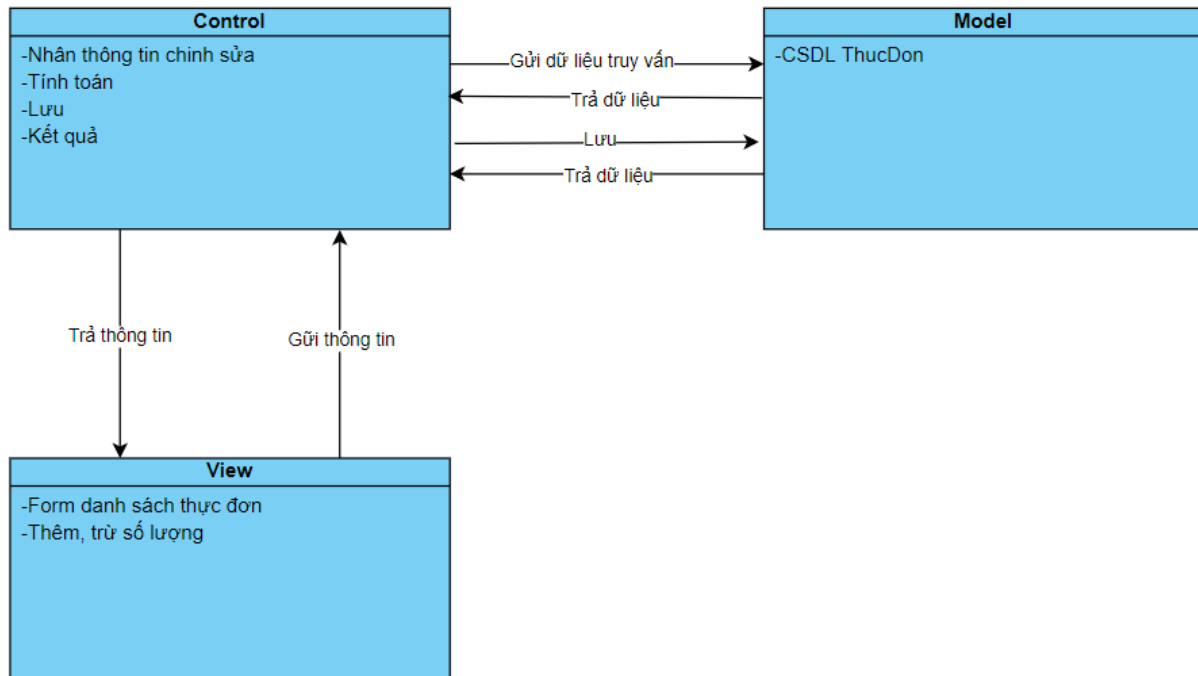 Control
-Nhân thông tin chinh sửa
-Tính toán
-Lưu
-Kết quả
Gửi dữ liệu truy vấn
Trả dữ liệu
Lưu
Trả dữ liệu
Model
-CSDL ThucDon
Trả thông tin
Gữi thông tin
View
-Form danh sách thực đơn
-Thêm, trừ số lượng